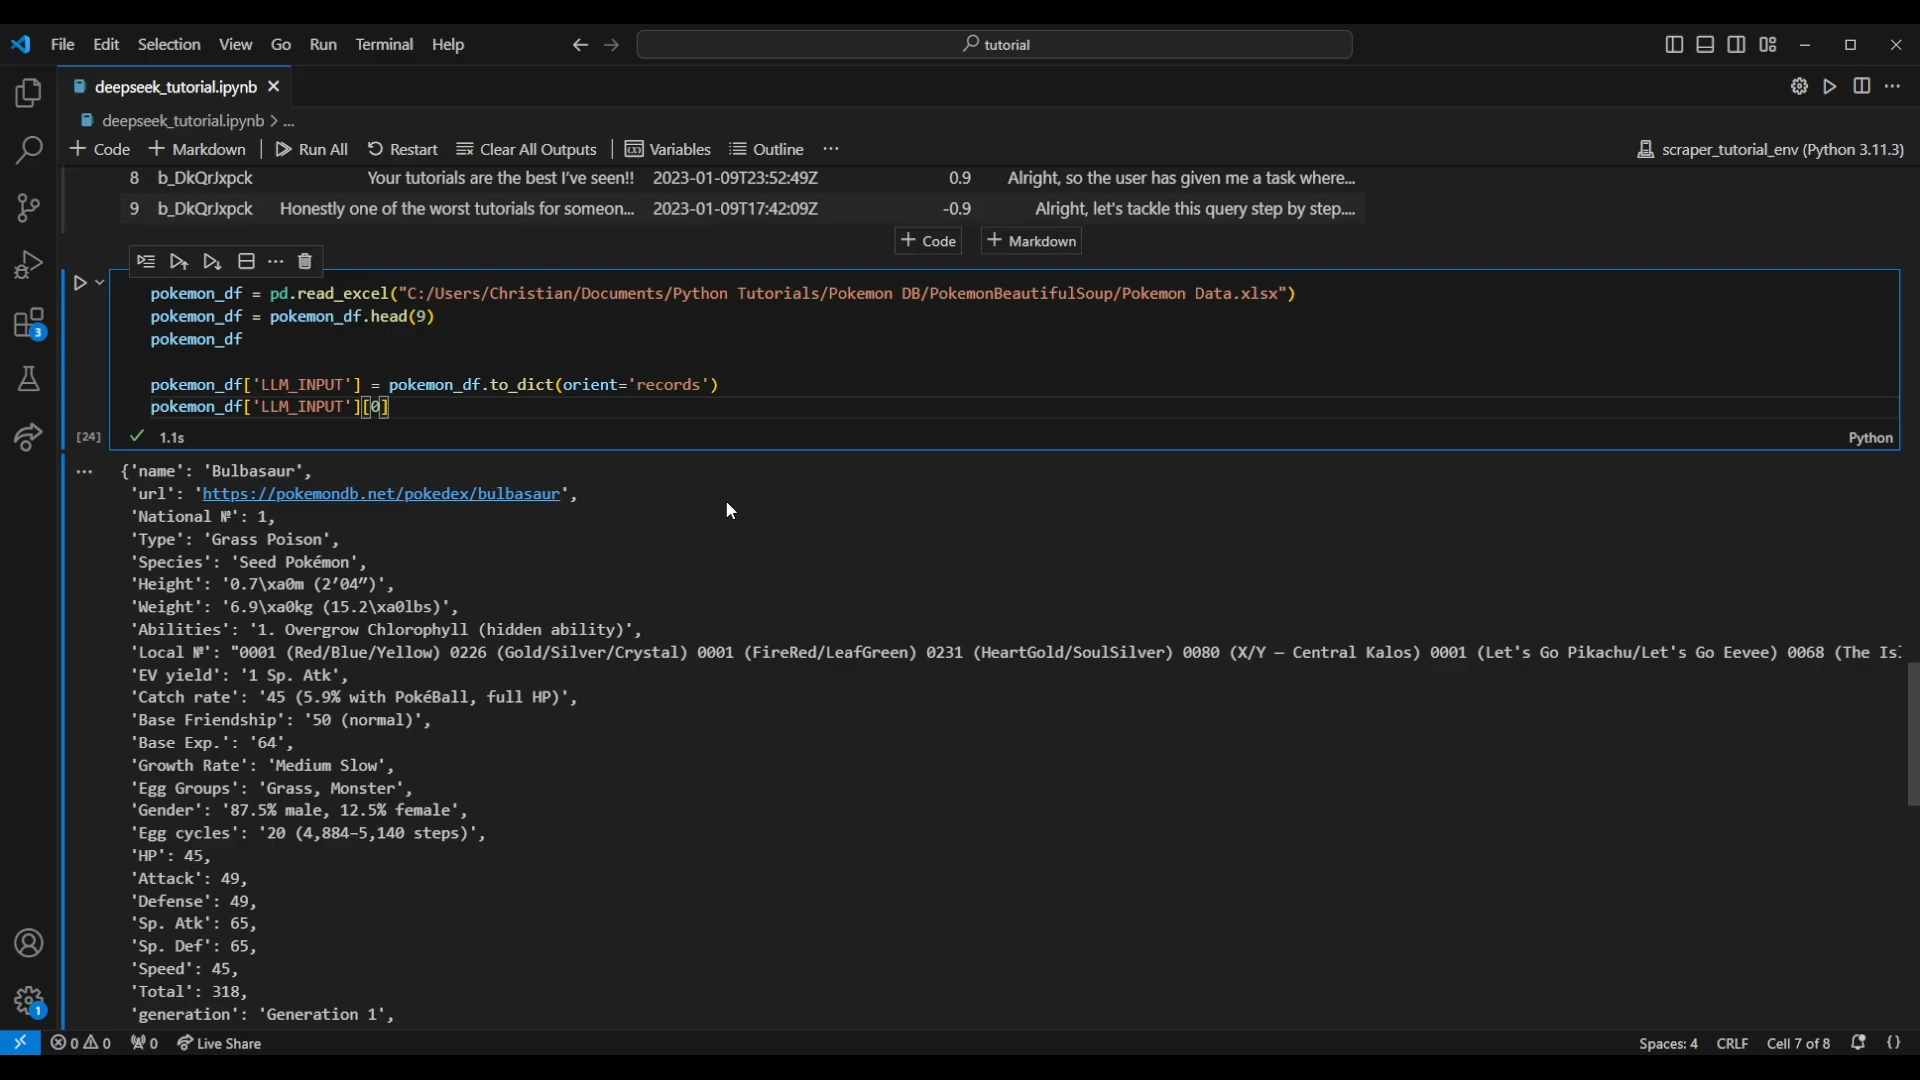 File Edit Selection View Go Run Terminal Help
tutorial
deepseek_tutorial.ipynb
deepseek_tutorial.ipynb > ...
Code Markdown Run All Restart Clear All Outputs Variables Outline ...
scraper_tutorial_env (Python 3.11.3)
8 b_DkQrJxpck Your tutorials are the best I've seen!! 2023-01-09T23:52:49Z 0.9 Alright, so the user has given me a task where...
9 b_DkQrJxpck Honestly one of the worst tutorials for someon... 2023-01-09T17:42:09Z -0.9 Alright, let's tackle this query step by step....
+ Code + Markdown
pokemon_df = pd.read_excel("C:/Users/Christian/Documents/Python Tutorials/Pokemon DB/PokemonBeautifulSoup/Pokemon Data.xlsx")
pokemon_df = pokemon_df.head(9)
pokemon_df
pokemon_df['LLM_INPUT'] = pokemon_df.to_dict(orient='records')
pokemon_df['LLM_INPUT'][0]
[24] 1.1s Python
{'name': 'Bulbasaur',
'url': 'https://pokemondb.net/pokedex/bulbasaur',
'National №': 1,
'Type': 'Grass Poison',
'Species': 'Seed Pokémon',
'Height': '0.7\xa0m (2′04″)',
'Weight': '6.9\xa0kg (15.2\xa0lbs)',
'Abilities': '1. Overgrow Chlorophyll (hidden ability)',
'Local №': "0001 (Red/Blue/Yellow) 0226 (Gold/Silver/Crystal) 0001 (FireRed/LeafGreen) 0231 (HeartGold/SoulSilver) 0080 (X/Y — Central Kalos) 0001 (Let's Go Pikachu/Let's Go Eevee) 0068 (The
'EV yield': '1 Sp. Atk',
'Catch rate': '45 (5.9% with PokéBall, full HP)',
'Base Friendship': '50 (normal)',
'Base Exp.': '64',
'Growth Rate': 'Medium Slow',
'Egg Groups': 'Grass, Monster',
'Gender': '87.5% male, 12.5% female',
'Egg cycles': '20 (4,884–5,140 steps)',
'HP': 45,
'Attack': 49,
'Defense': 49,
'Sp. Atk': 65,
'Sp. Def': 65,
'Speed': 45,
'Total': 318,
'generation': 'Generation 1',
3
1
0 0 0 Live Share Spaces: 4 CRLF Cell 7 of 8 {}